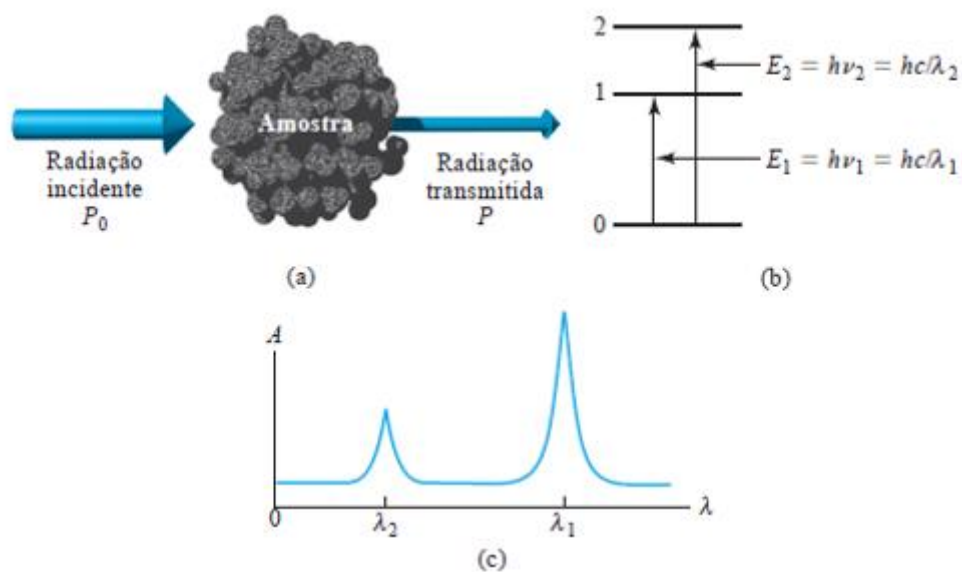 Radiação
incidente
P₀
Amostra
Radiação
transmitida
P
(a)
2
E₂ = hν₂ = hc/λ₂
1
E₁ = hν₁ = hc/λ₁
0
(b)
A
0
λ₂
λ₁
λ
(c)